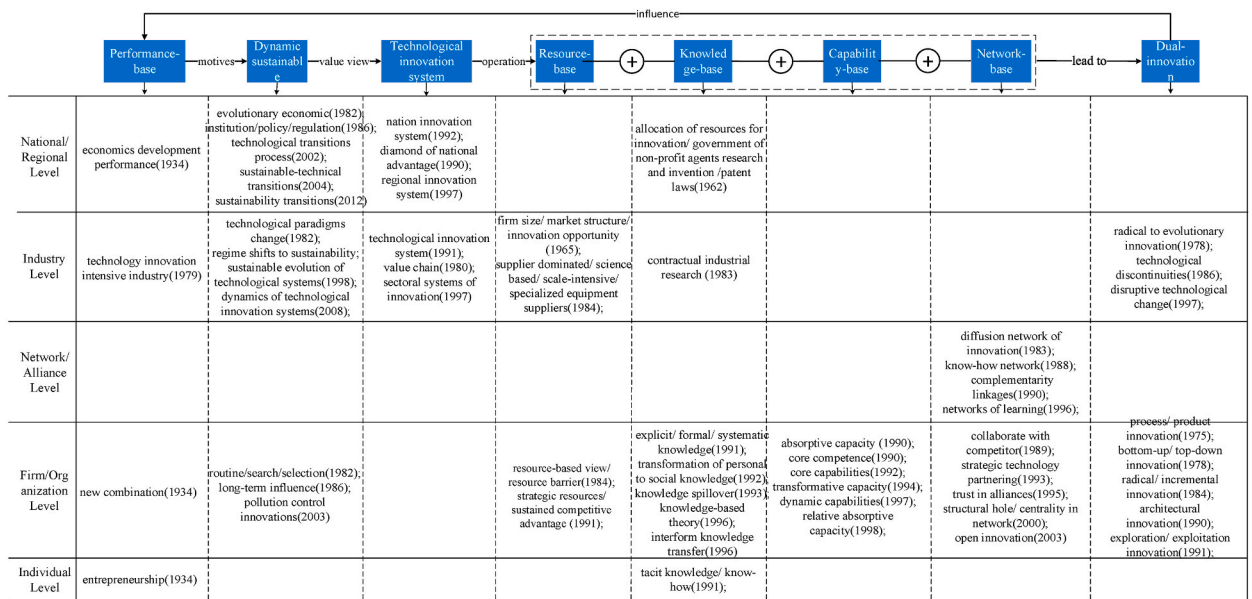 influence
Performance-
base
motives
Dynamic
sustainabl
e
value view
Technological
innovation
system
operation
Resource-
base
+
Knowled
ge-base
+
Capabilit
y-base
+
Network-
base
lead to
Dual-
innovatio
n
National/
Regional
Level
economics development
performance(1934)
evolutionary economic(1982);
institution/policy/regulation(1986);
technological transitions
process(2002);
sustainable-technical
transitions(2004);
sustainability transitions(2012)
nation innovation
system(1992);
diamond of national
advantage(1990);
regional innovation
system(1997)
allocation of resources for
innovation/ government of
non-profit agents research
and invention /patent
laws(1962)
Industry
Level
technology innovation
intensive industry(1979)
technological paradigms
change(1982);
regime shifts to sustainability;
sustainable evolution of
technological systems(1998);
dynamics of technological
innovation systems(2008);
technological innovation
system(1991);
value chain(1980);
sectoral systems of
innovation(1997)
firm size/ market structure/
innovation opportunity
(1965);
supplier dominated/ science
based/ scale-intensive/
specialized equipment
suppliers(1984);
contractual industrial
research (1983)
radical to evolutionary
innovation(1978);
technological
discontinuities(1986);
disruptive technological
change(1997);
Network/
Alliance
Level
diffusion network of
innovation(1983);
know-how network(1988);
complementarity
linkages(1990);
networks of learning(1996);
Firm/Org
anization
Level
new combination(1934)
routine/search/selection(1982);
long-term influence(1986);
pollution control
innovations(2003)
resource-based view/
resource barrier(1984);
strategic resources/
sustained competitive
advantage (1991);
explicit/ formal/ systematic
knowledge(1991);
transformation of personal
to social knowledge(1992);
knowledge spillover(1993);
knowledge-based
theory(1996);
interform knowledge
transfer(1996)
absorptive capacity (1990);
core competence(1990);
core capabilities(1992);
transformative capacity(1994);
dynamic capabilities(1997);
relative absorptive
capacity(1998);
collaborate with
competitor(1989);
strategic technology
partnering(1993);
trust in alliances(1995);
structural hole/ centrality in
network(2000);
open innovation(2003)
process/ product
innovation(1975);
bottom-up/ top-down
innovation(1978);
radical/ incremental
innovation(1984);
architectural
innovation(1990);
exploration/ exploitation
innovation(1991);
Individual
Level
entrepreneurship(1934)
tacit knowledge/ know-
how(1991);